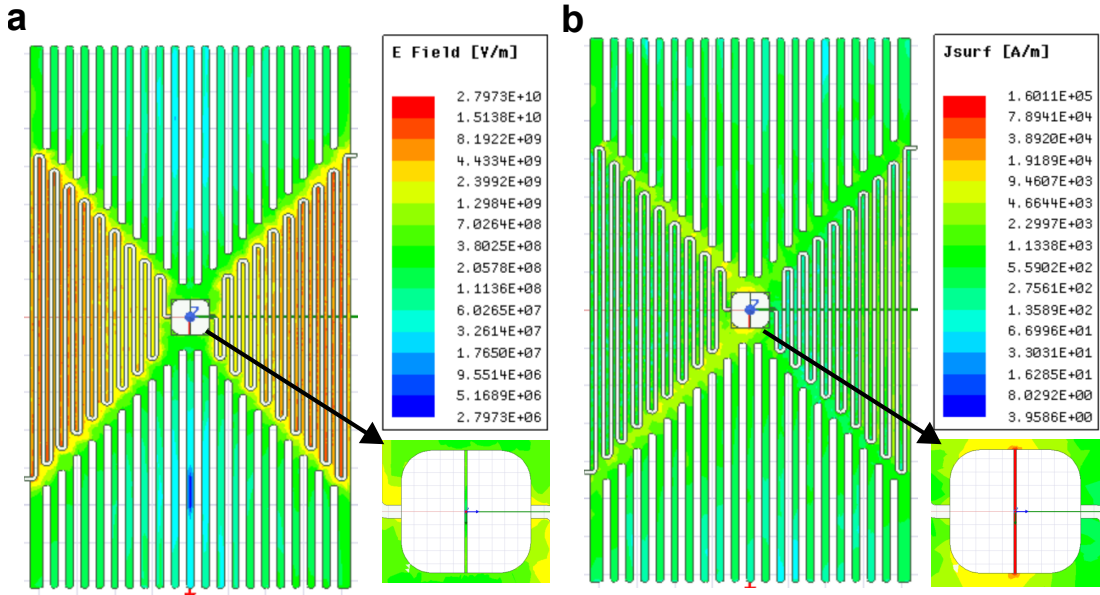 a
E Field [V/m]
2.7973E+10
1.5138E+10
8.1922E+09
4.4334E+09
2.3992E+09
1.2984E+09
7.0264E+08
3.8025E+08
2.0578E+08
1.1136E+08
6.0265E+07
3.2614E+07
1.7650E+07
9.5514E+06
5.1689E+06
2.7973E+06
b
Jsurf [A/m]
1.6011E+05
7.8941E+04
3.8920E+04
1.9189E+04
9.4607E+03
4.6644E+03
2.2997E+03
1.1338E+03
5.5902E+02
2.7561E+02
1.3589E+02
6.6996E+01
3.3031E+01
1.6285E+01
8.0292E+00
3.9586E+00